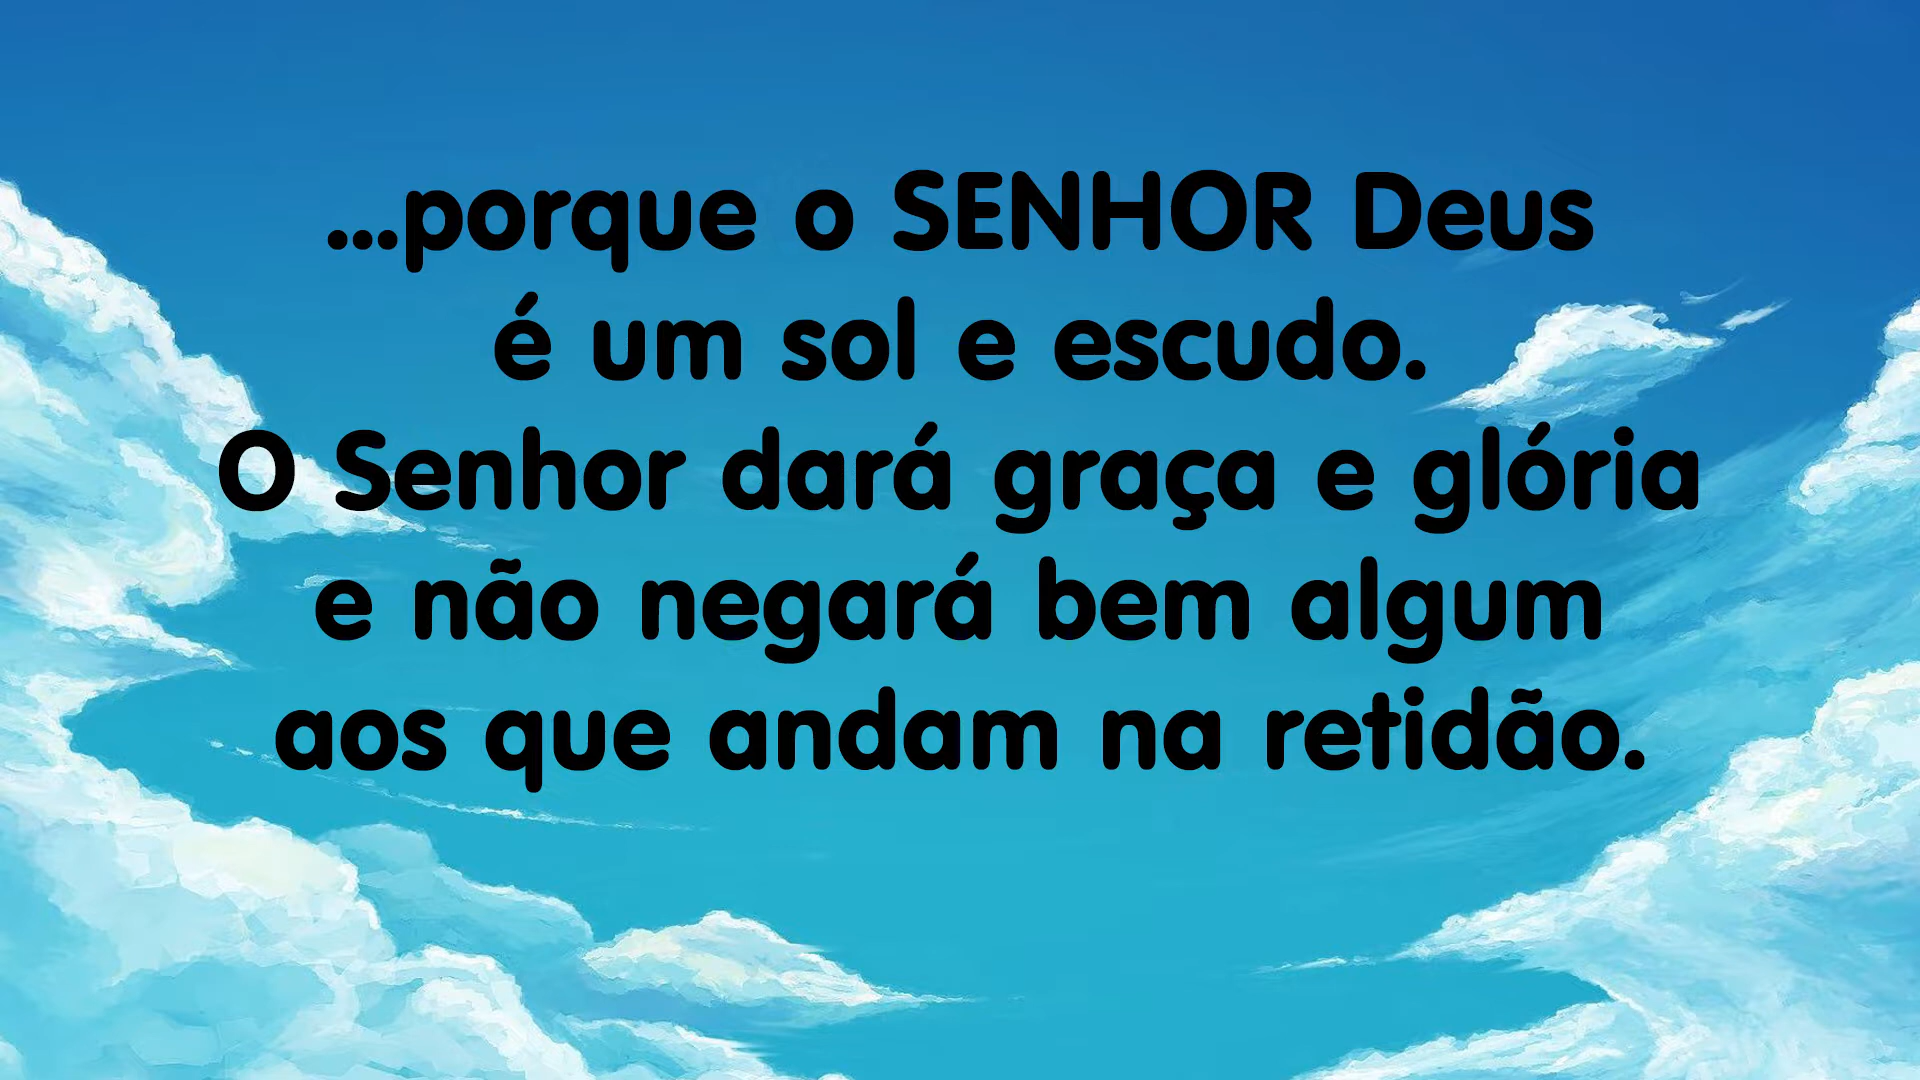 ...porque o SENHOR Deus
é um sol e escudo.
O Senhor dará graça e glória
e não negará bem algum
aos que andam na retidão.